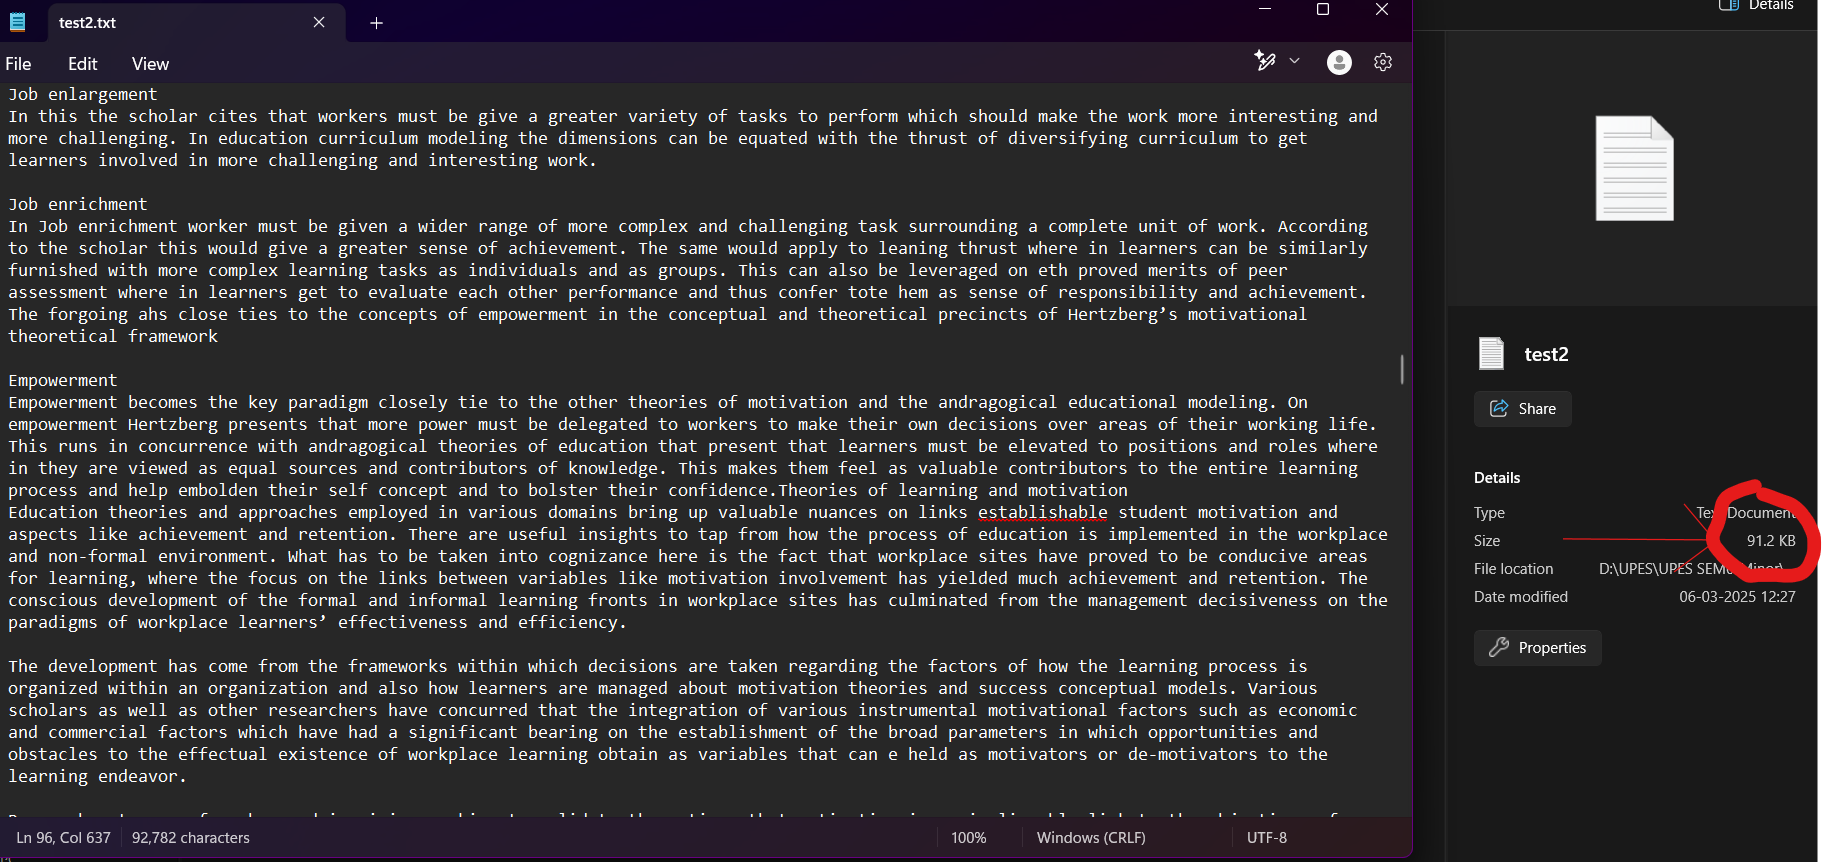 test2.txt
File Edit View
Job enlargement
In this the scholar cites that workers must be give a greater variety of tasks to perform which should make the work more interesting and
more challenging. In education curriculum modeling the dimensions can be equated with the thrust of diversifying curriculum to get
learners involved in more challenging and interesting work.
Job enrichment
In Job enrichment worker must be given a wider range of more complex and challenging task surrounding a complete unit of work. According
to the scholar this would give a greater sense of achievement. The same would apply to leaning thrust where in learners can be similarly
furnished with more complex learning tasks as individuals and as groups. This can also be leveraged on eth proved merits of peer
assessment where in learners get to evaluate each other performance and thus confer tote hem as sense of responsibility and achievement.
The forgoing ahs close ties to the concepts of empowerment in the conceptual and theoretical precincts of Hertzberg’s motivational
theoretical framework
Empowerment
Empowerment becomes the key paradigm closely tie to the other theories of motivation and the andragogical educational modeling. On
empowerment Hertzberg presents that more power must be delegated to workers to make their own decisions over areas of their working life.
This runs in concurrence with andragogical theories of education that present that learners must be elevated to positions and roles where
in they are viewed as equal sources and contributors of knowledge. This makes them feel as valuable contributors to the entire learning
process and help embolden their self concept and to bolster their confidence.Theories of learning and motivation
Education theories and approaches employed in various domains bring up valuable nuances on links establishable student motivation and
aspects like achievement and retention. There are useful insights to tap from how the process of education is implemented in the workplace
and non-formal environment. What has to be taken into cognizance here is the fact that workplace sites have proved to be conducive areas
for learning, where the focus on the links between variables like motivation involvement has yielded much achievement and retention. The
conscious development of the formal and informal learning fronts in workplace sites has culminated from the management decisiveness on the
paradigms of workplace learners’ effectiveness and efficiency.
The development has come from the frameworks within which decisions are taken regarding the factors of how the learning process is
organized within an organization and also how learners are managed about motivation theories and success conceptual models. Various
scholars as well as other researchers have concurred that the integration of various instrumental motivational factors such as economic
and commercial factors which have had a significant bearing on the establishment of the broad parameters in which opportunities and
obstacles to the effectual existence of workplace learning obtain as variables that can e held as motivators or de-motivators to the
learning endeavor.
Ln 96, Col 637 92,782 characters 100% Windows (CRLF) UTF-8
Details
test2
Share
Details
Type Text Document
Size 91.2 KB
File location D:\UPES\UPES
Date modified 06-03-2025 12:27
Properties